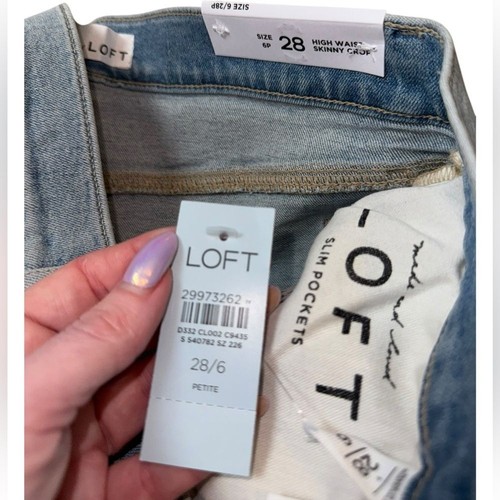 SIZE 6/28P
LOFT
SIZE
6P
28
HIGH WAIST
SKINNY CROP
LOFT
29973262
D332 CL002 C9435
S 540782 SZ 226
28/6
PETITE
made and loved
LOFT
SLIM POCKETS
28/6